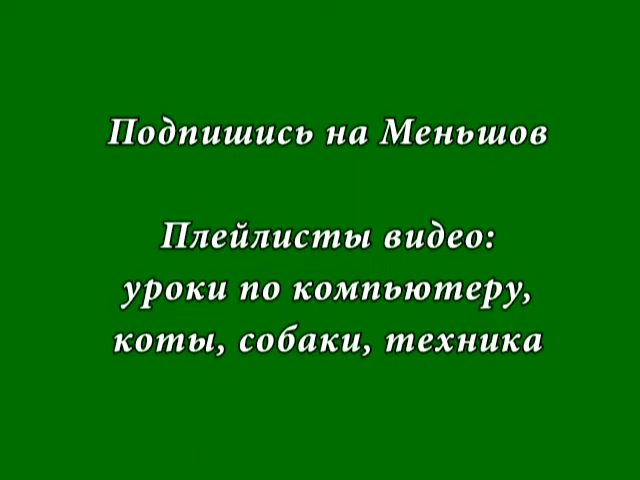 Подпишись на Меньшов
Плейлисты видео:
уроки по компьютеру,
коты, собаки, техника